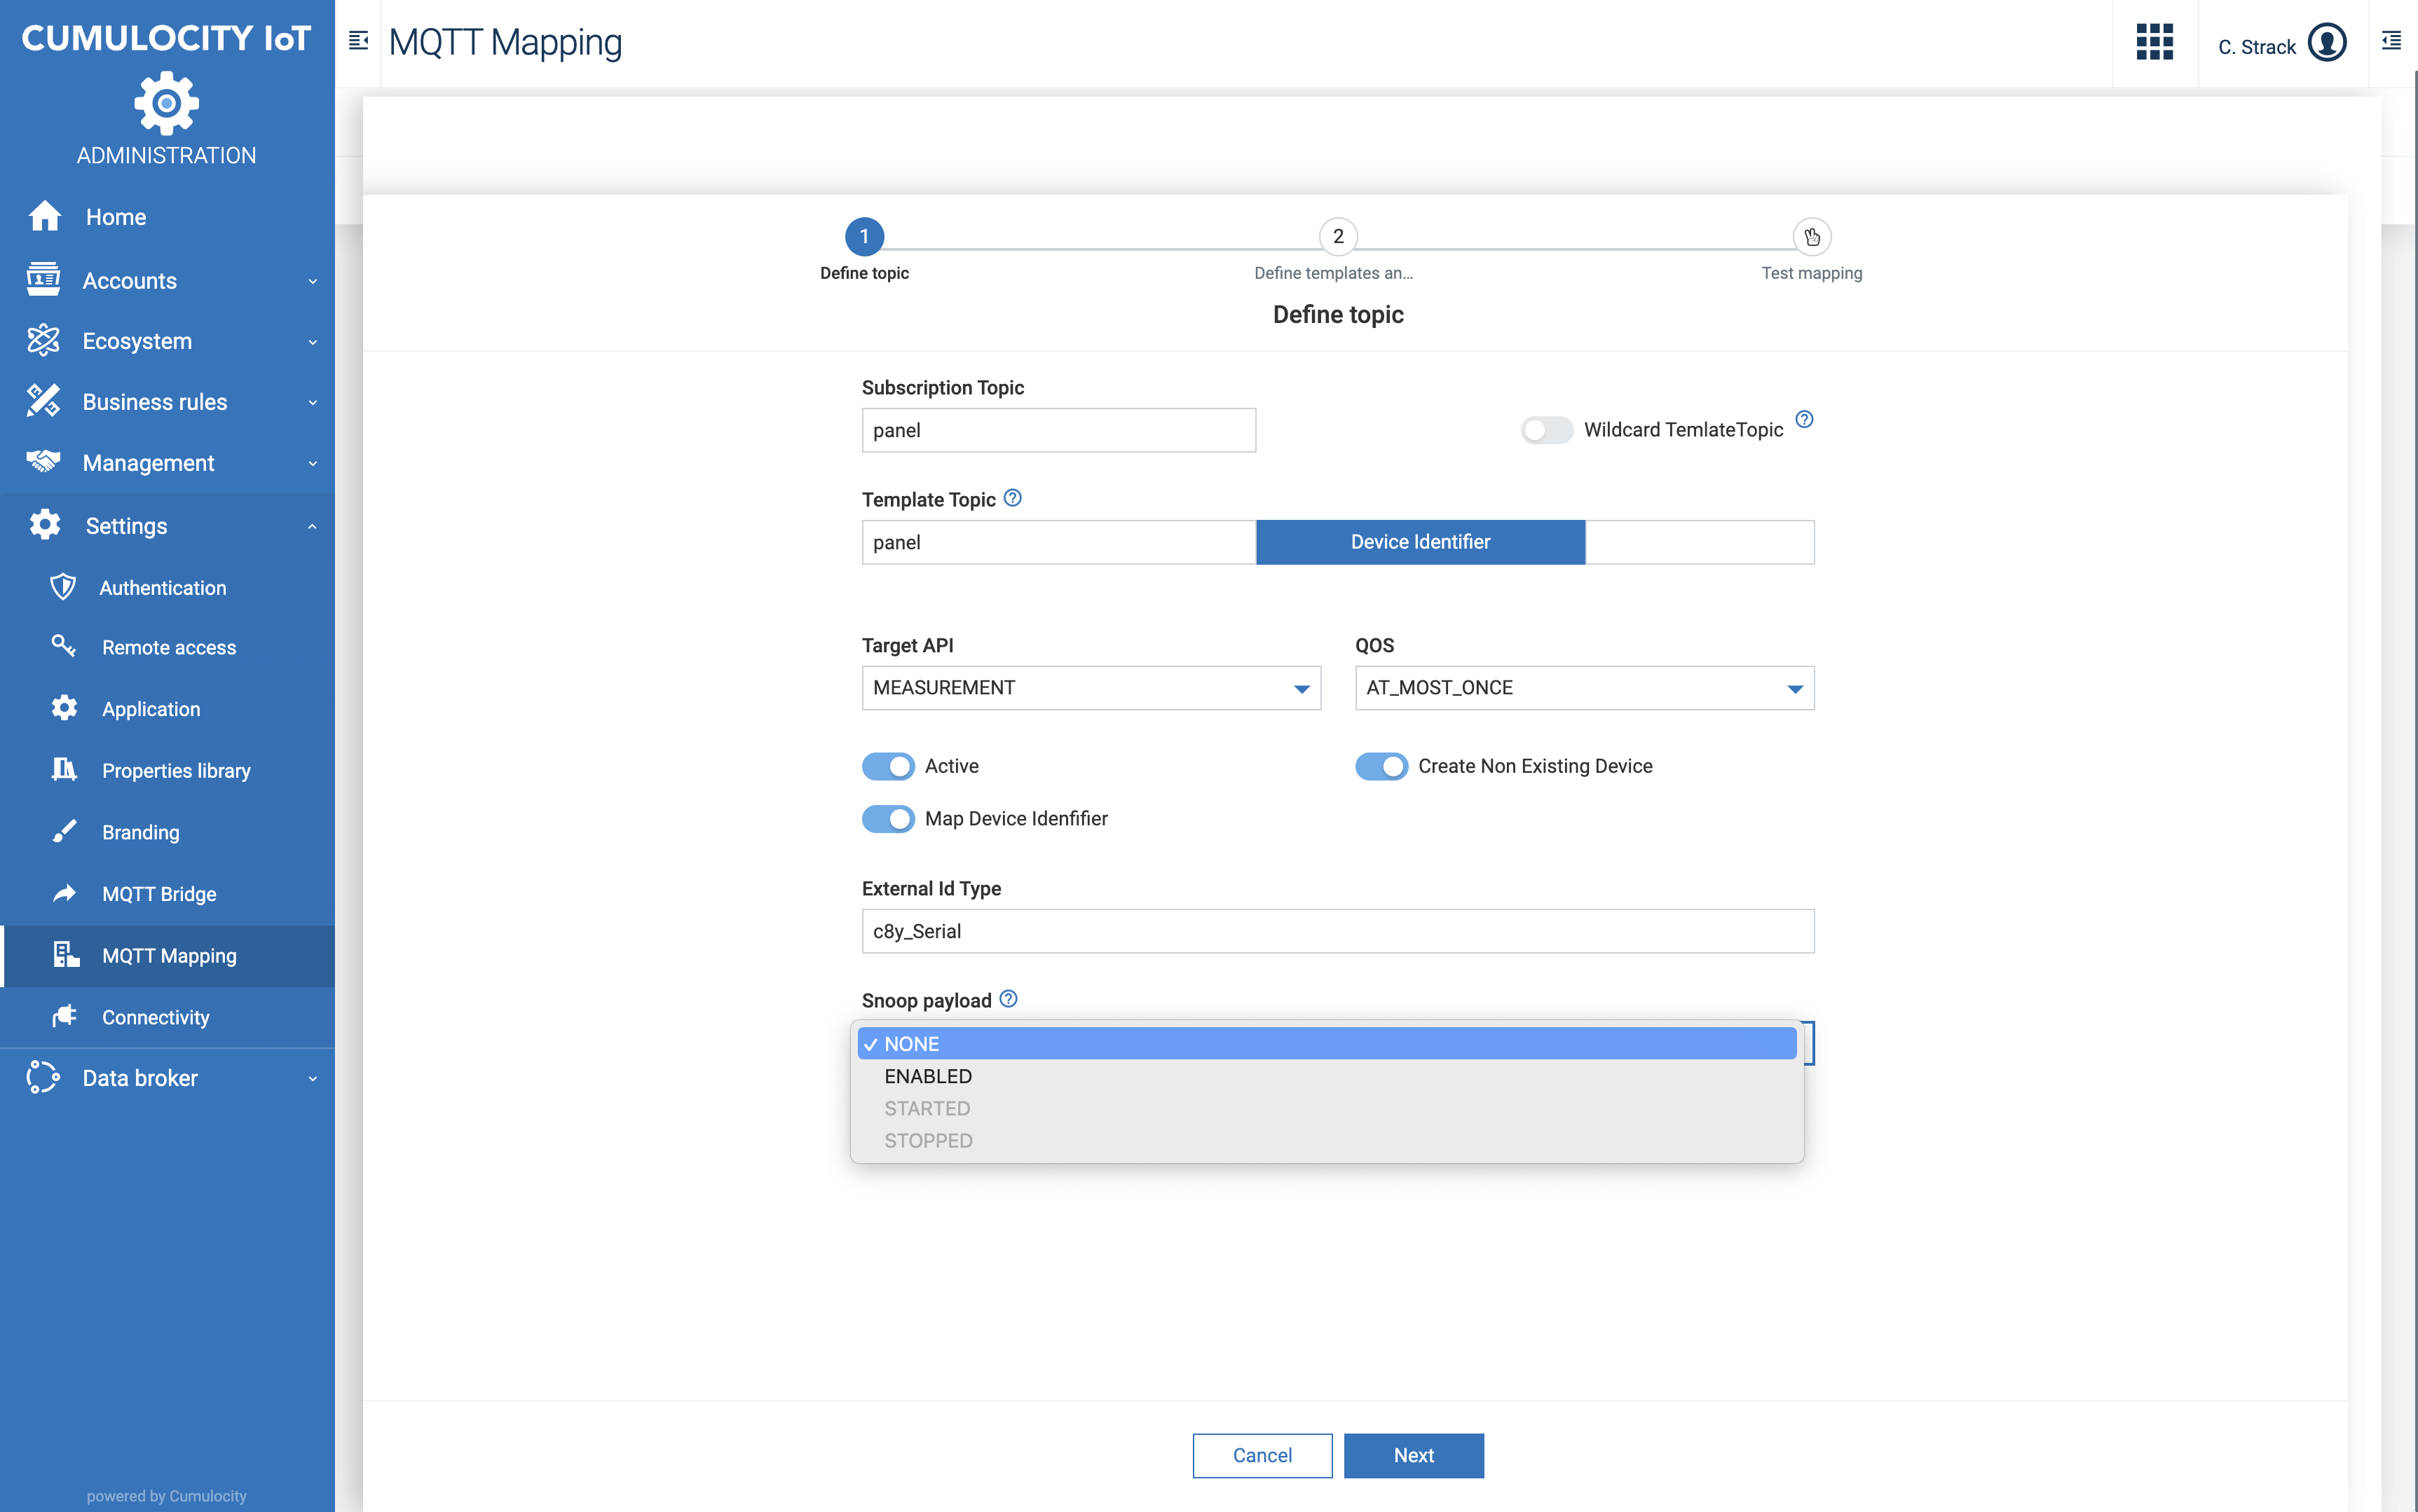 CUMULOCITY IoT
ADMINISTRATION
Home
Accounts
Ecosystem
Business rules
Management
Settings
Authentication
Remote access
Application
Properties library
Branding
MQTT Bridge
MQTT Mapping
Connectivity
Data broker
powered by Cumulocity
MQTT Mapping
C. Strack
1
2
Define topic
Define templates an...
Test mapping
Define topic
Subscription Topic
panel
Wildcard TemlateTopic
Template Topic
panel
Device Identifier
Target API
QOS
MEASUREMENT
AT_MOST_ONCE
Active
Create Non Existing Device
Map Device Idenfifier
External Id Type
c8y_Serial
Snoop payload
✓ NONE
ENABLED
STARTED
STOPPED
Cancel
Next